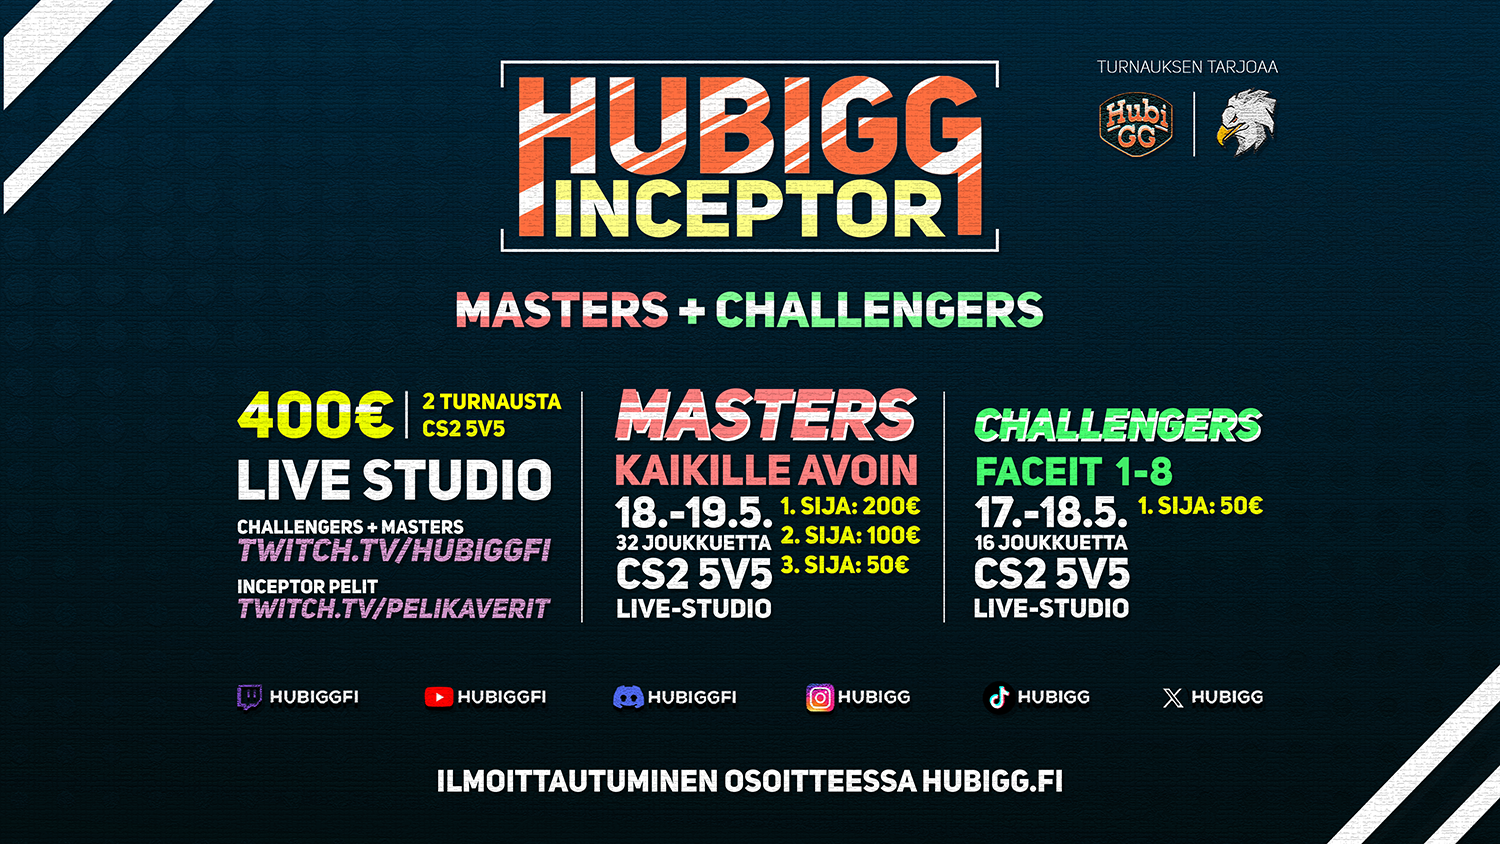 HUBIGG
INCEPTOR
TURNAUKSEN TARJOAA
Hubi
GG
MASTERS + CHALLENGERS
400€
2 TURNAUSTA
CS2 5V5
LIVE STUDIO
CHALLENGERS + MASTERS
TWITCH.TV/HUBIGGFI
INCEPTOR PELIT
TWITCH.TV/PELIKAVERIT
MASTERS
KAIKILLE AVOIN
18.-19.5.
32 JOUKKUETTA
CS2 5V5
LIVE-STUDIO
1. SIJA: 200€
2. SIJA: 100€
3. SIJA: 50€
CHALLENGERS
FACEIT 1-8
17.-18.5.
16 JOUKKUETTA
CS2 5V5
LIVE-STUDIO
1. SIJA: 50€
HUBIGGFI
HUBIGGFI
HUBIGGFI
HUBIGG
HUBIGG
HUBIGG
ILMOITTAUTUMINEN OSOITTEESSA HUBIGG.FI